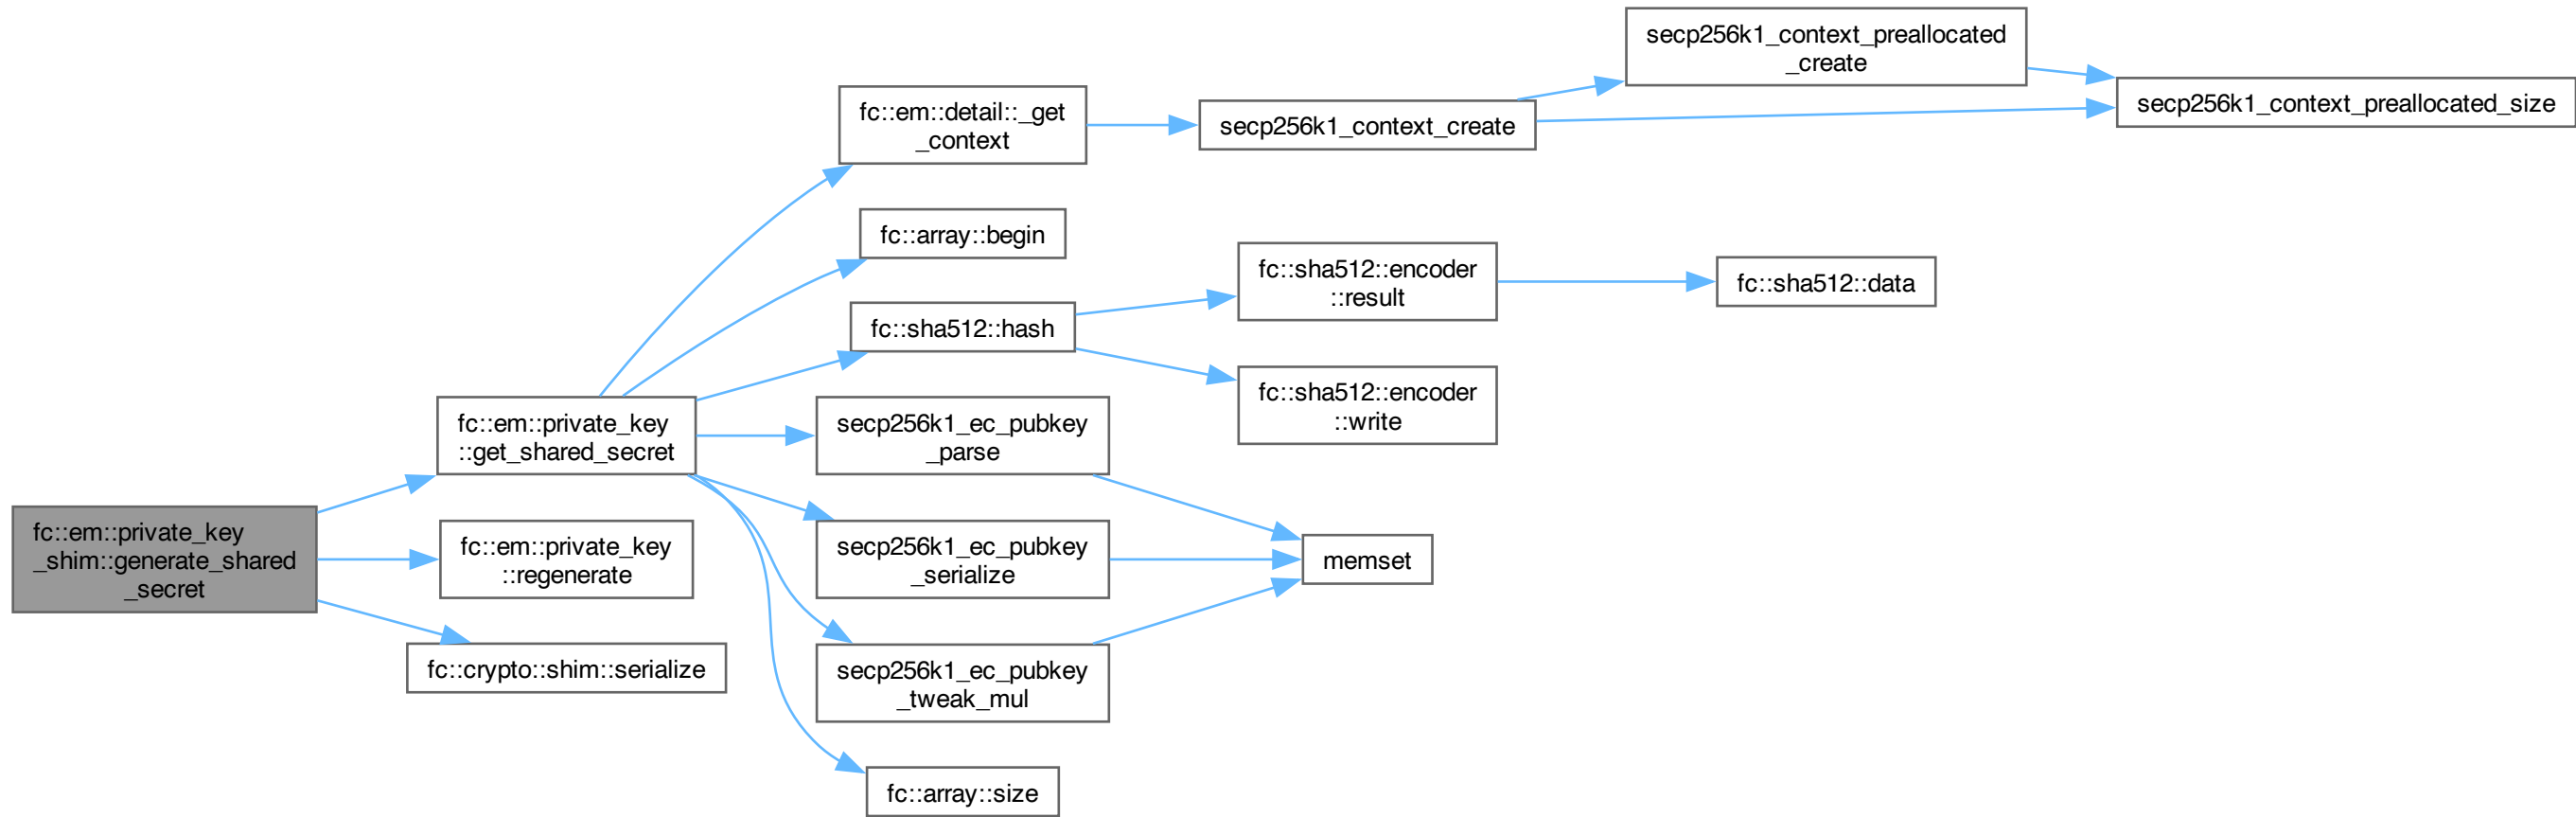 fc::em::private_key
_shim::generate_shared
_secret
fc::em::private_key
::get_shared_secret
fc::em::private_key
::regenerate
fc::crypto::shim::serialize
fc::em::detail::_get
_context
fc::array::begin
fc::sha512::hash
secp256k1_ec_pubkey
_parse
secp256k1_ec_pubkey
_serialize
secp256k1_ec_pubkey
_tweak_mul
fc::array::size
secp256k1_context_create
fc::sha512::encoder
::result
fc::sha512::encoder
::write
memset
secp256k1_context_preallocated
_create
fc::sha512::data
secp256k1_context_preallocated_size